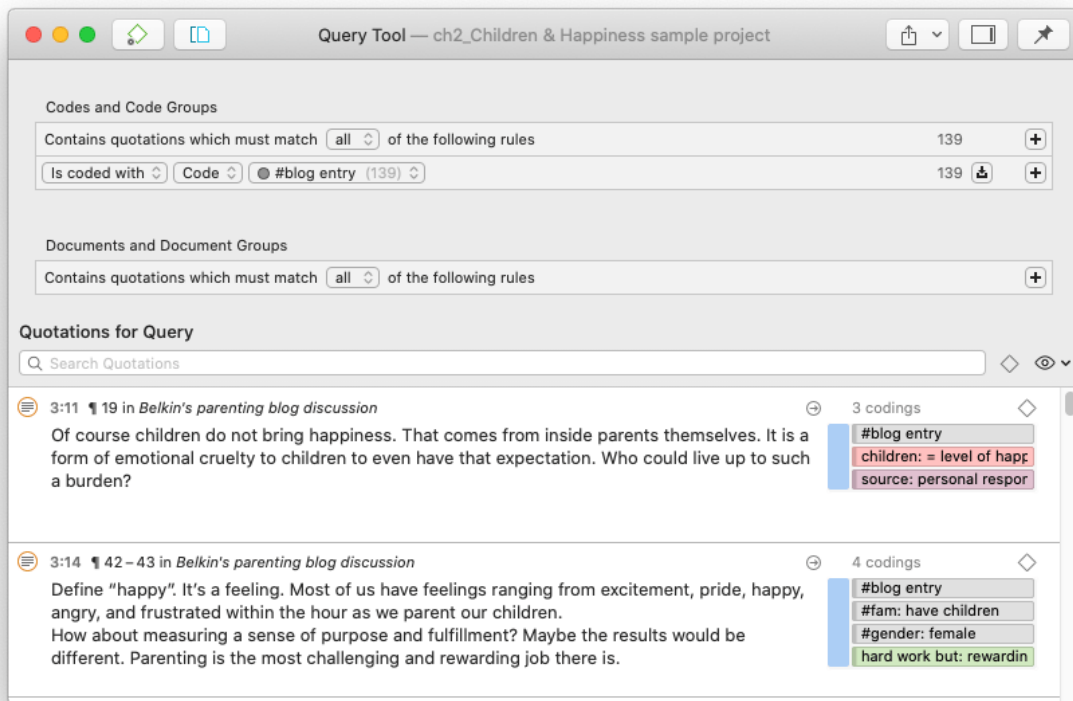 Query Tool — ch2_Children & Happiness sample project
Codes and Code Groups
Contains quotations which must match all of the following rules 139
Is coded with Code #blog entry (139) 139
Documents and Document Groups
Contains quotations which must match all of the following rules
Quotations for Query
Search Quotations
3:11 ¶ 19 in Belkin's parenting blog discussion 3 codings
Of course children do not bring happiness. That comes from inside parents themselves. It is a
form of emotional cruelty to children to even have that expectation. Who could live up to such
a burden?
#blog entry
children: = level of happ
source: personal respor
3:14 ¶ 42 – 43 in Belkin's parenting blog discussion 4 codings
Define “happy”. It’s a feeling. Most of us have feelings ranging from excitement, pride, happy,
angry, and frustrated within the hour as we parent our children.
How about measuring a sense of purpose and fulfillment? Maybe the results would be
different. Parenting is the most challenging and rewarding job there is.
#blog entry
#fam: have children
#gender: female
hard work but: rewardin